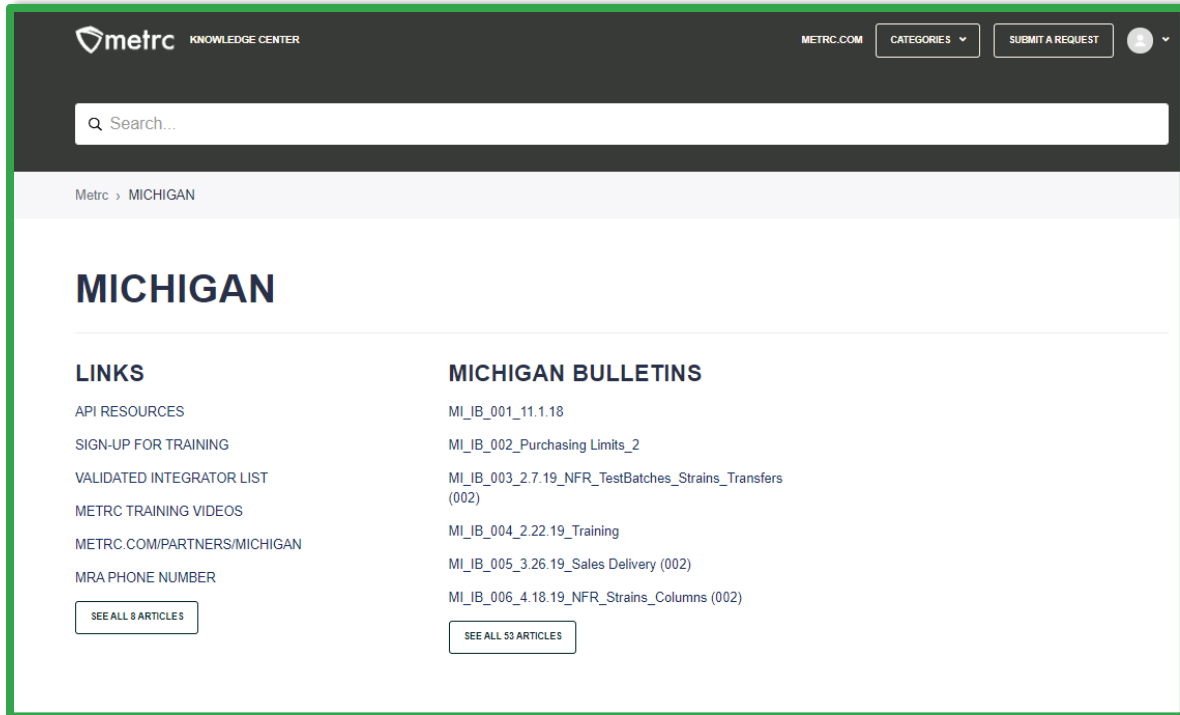 metrc KNOWLEDGE CENTER
METRC.COM
CATEGORIES
SUBMIT A REQUEST
Search...
Metrc › MICHIGAN
MICHIGAN
LINKS
API RESOURCES
SIGN-UP FOR TRAINING
VALIDATED INTEGRATOR LIST
METRC TRAINING VIDEOS
METRC.COM/PARTNERS/MICHIGAN
MRA PHONE NUMBER
SEE ALL 8 ARTICLES
MICHIGAN BULLETINS
MI_IB_001_11.1.18
MI_IB_002_Purchasing Limits_2
MI_IB_003_2.7.19_NFR_TestBatches_Strains_Transfers
(002)
MI_IB_004_2.22.19_Training
MI_IB_005_3.26.19_Sales Delivery (002)
MI_IB_006_4.18.19_NFR_Strains_Columns (002)
SEE ALL 53 ARTICLES